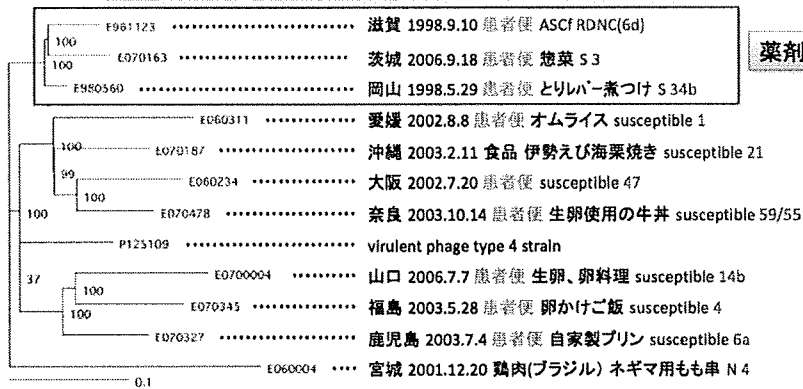 E981123 滋賀 1998.9.10 患者便 ASCf RDNC(6d)
100
E070163 茨城 2006.9.18 患者便 惣菜 S 3
薬剤
100
E980560 岡山 1998.5.29 患者便 とりレバー煮つけ S 34b
E060311 愛媛 2002.8.8 患者便 オムライス susceptible 1
100
E070187 沖縄 2003.2.11 食品 伊勢えび海栗焼き susceptible 21
99
E060234 大阪 2002.7.20 患者便 susceptible 47
100
100
E070478 奈良 2003.10.14 患者便 生卵使用の牛丼 susceptible 59/55
P125109 virulent phage type 4 strain
37
E0700004 山口 2006.7.7 患者便 生卵、卵料理 susceptible 14b
100
E070345 福島 2003.5.28 患者便 卵かけご飯 susceptible 4
100
E070327 鹿児島 2003.7.4 患者便 自家製プリン susceptible 6a
E060004 宮城 2001.12.20 鶏肉(ブラジル) ネギマ用もも串 N 4
0.1